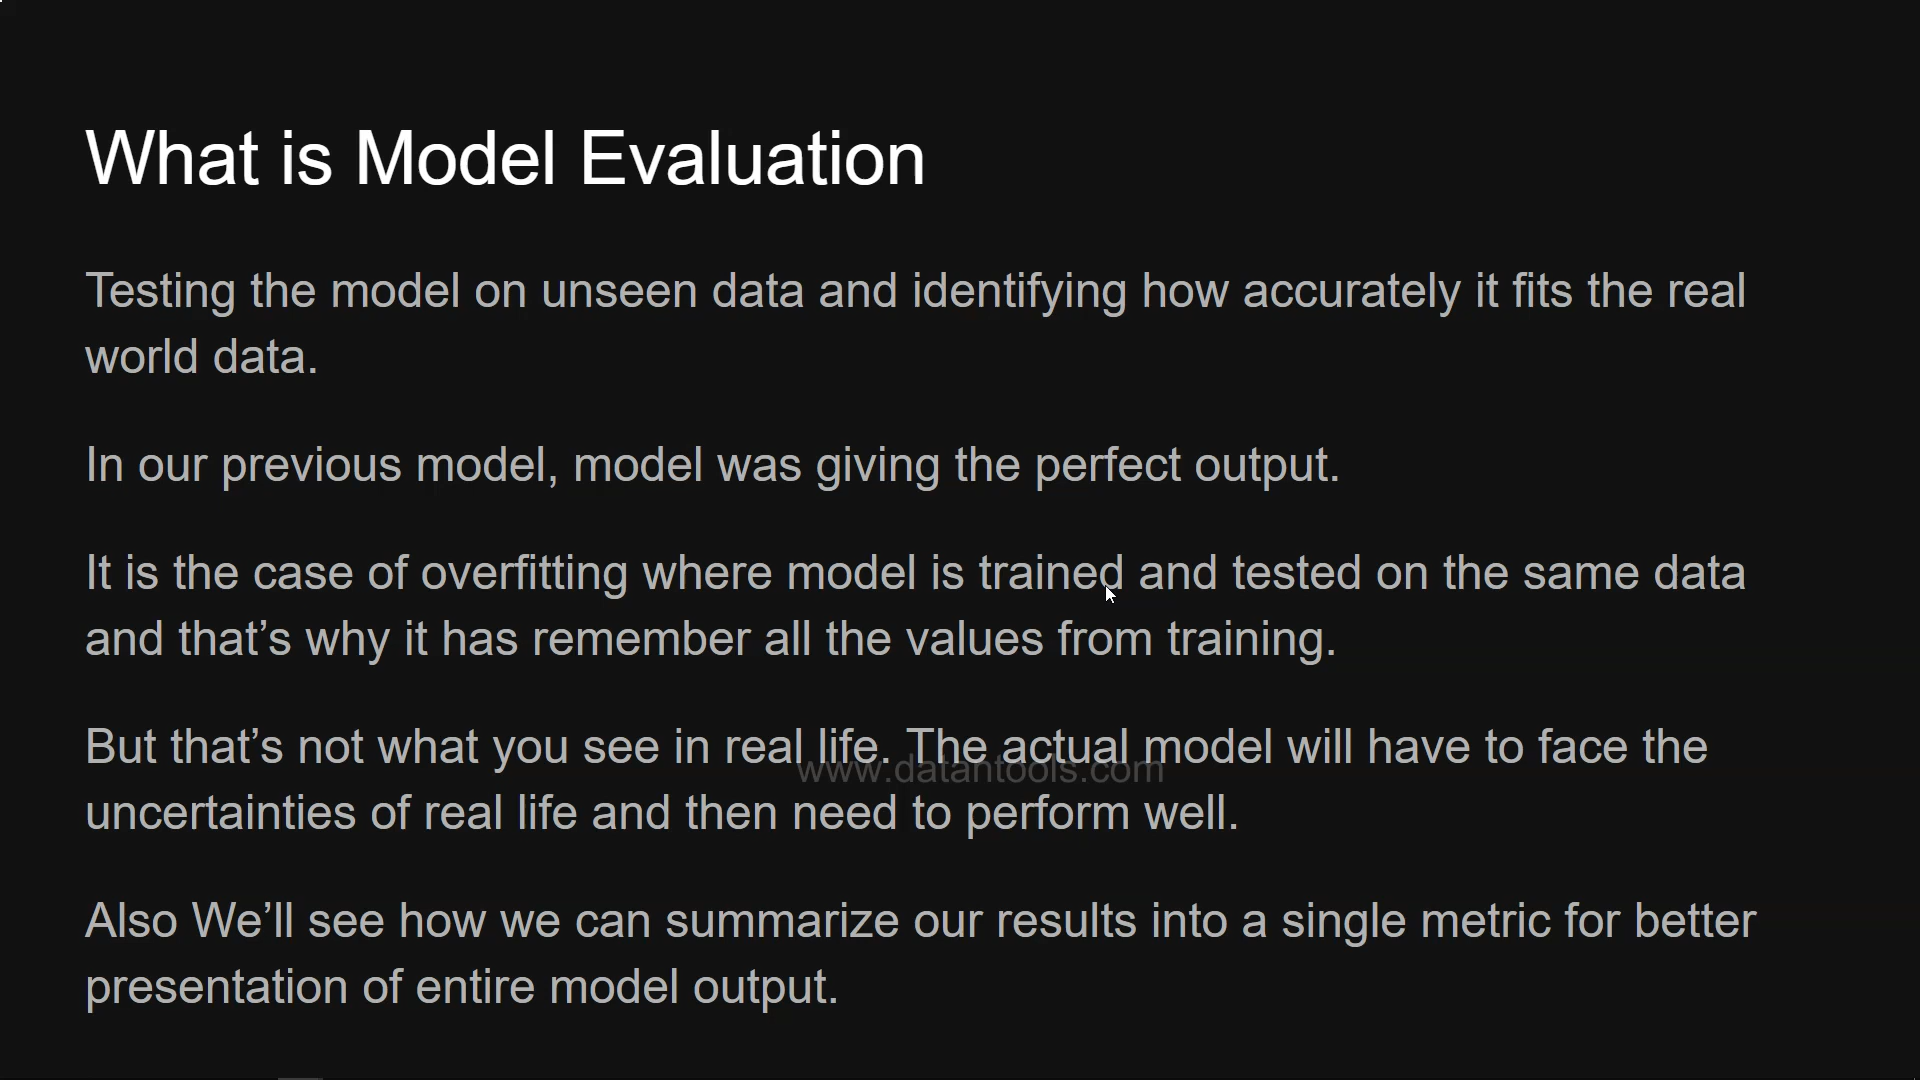 What is Model Evaluation
Testing the model on unseen data and identifying how accurately it fits the real
world data.
In our previous model, model was giving the perfect output.
It is the case of overfitting where model is trained and tested on the same data
and that’s why it has remember all the values from training.
But that’s not what you see in real life. The actual model will have to face the
www.datantools.com
uncertainties of real life and then need to perform well.
Also We’ll see how we can summarize our results into a single metric for better
presentation of entire model output.